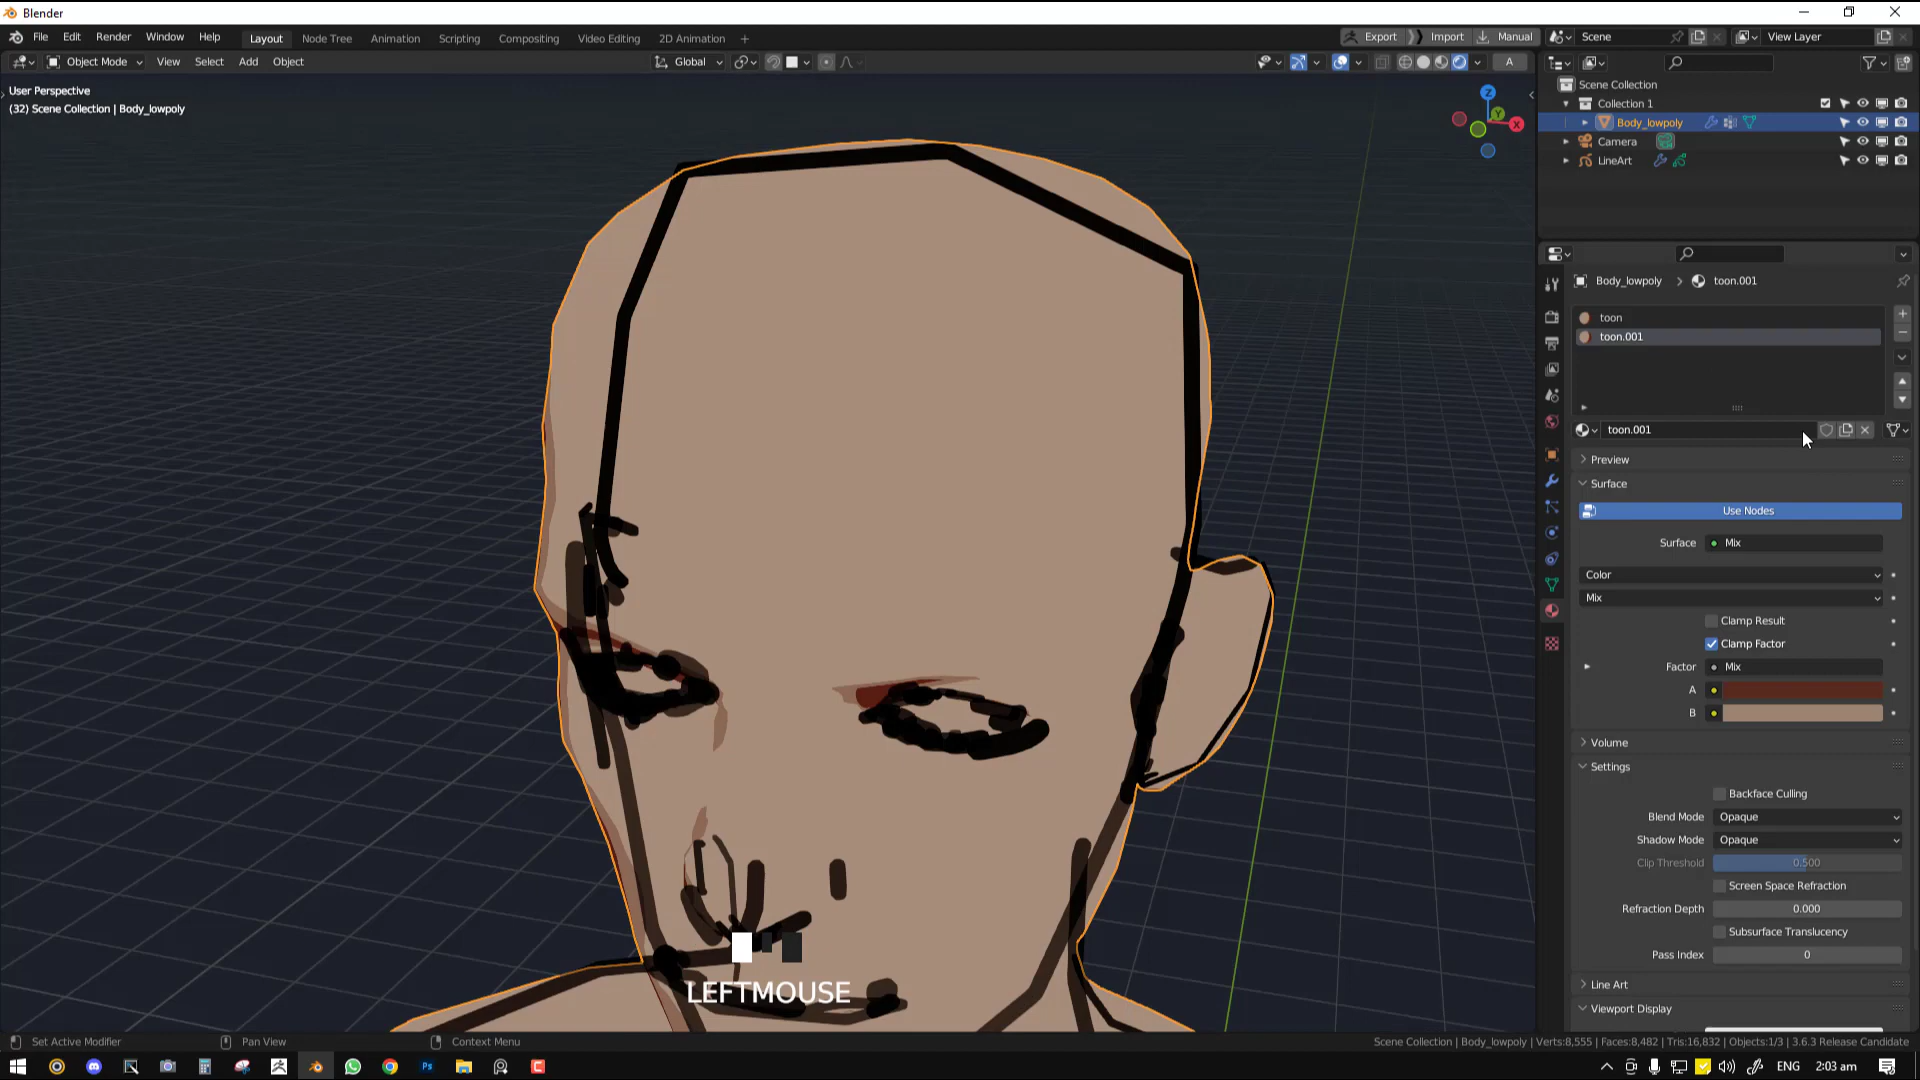 Blender
File Edit Render Window Help Layout Node Tree Animation Scripting Compositing Video Editing 2D Animation + Export Import Manual Scene View Layer
Object Mode View Select Add Object Global A
User Perspective
(32) Scene Collection | Body_lowpoly
Z
Y
X
Scene Collection
Collection 1
Body_lowpoly
Camera
LineArt
Body_lowpoly > toon.001
toon
toon.001
toon.001
Preview
Surface
Use Nodes
Surface Mix
Color
Mix
Clamp Result
Clamp Factor
Factor Mix
A
B
Volume
Settings
Backface Culling
Blend Mode Opaque
Shadow Mode Opaque
Clip Threshold 0.500
Screen Space Refraction
Refraction Depth 0.000
Subsurface Translucency
Pass Index 0
Line Art
Viewport Display
LEFTMOUSE
Set Active Modifier Pan View Context Menu Scene Collection | Body_lowpoly | Verts:8,555 | Faces:8,482 | Tris:16,832 | Objects:1/3 | 3.6.3 Release Candidate
Ps ENG 2:03 am